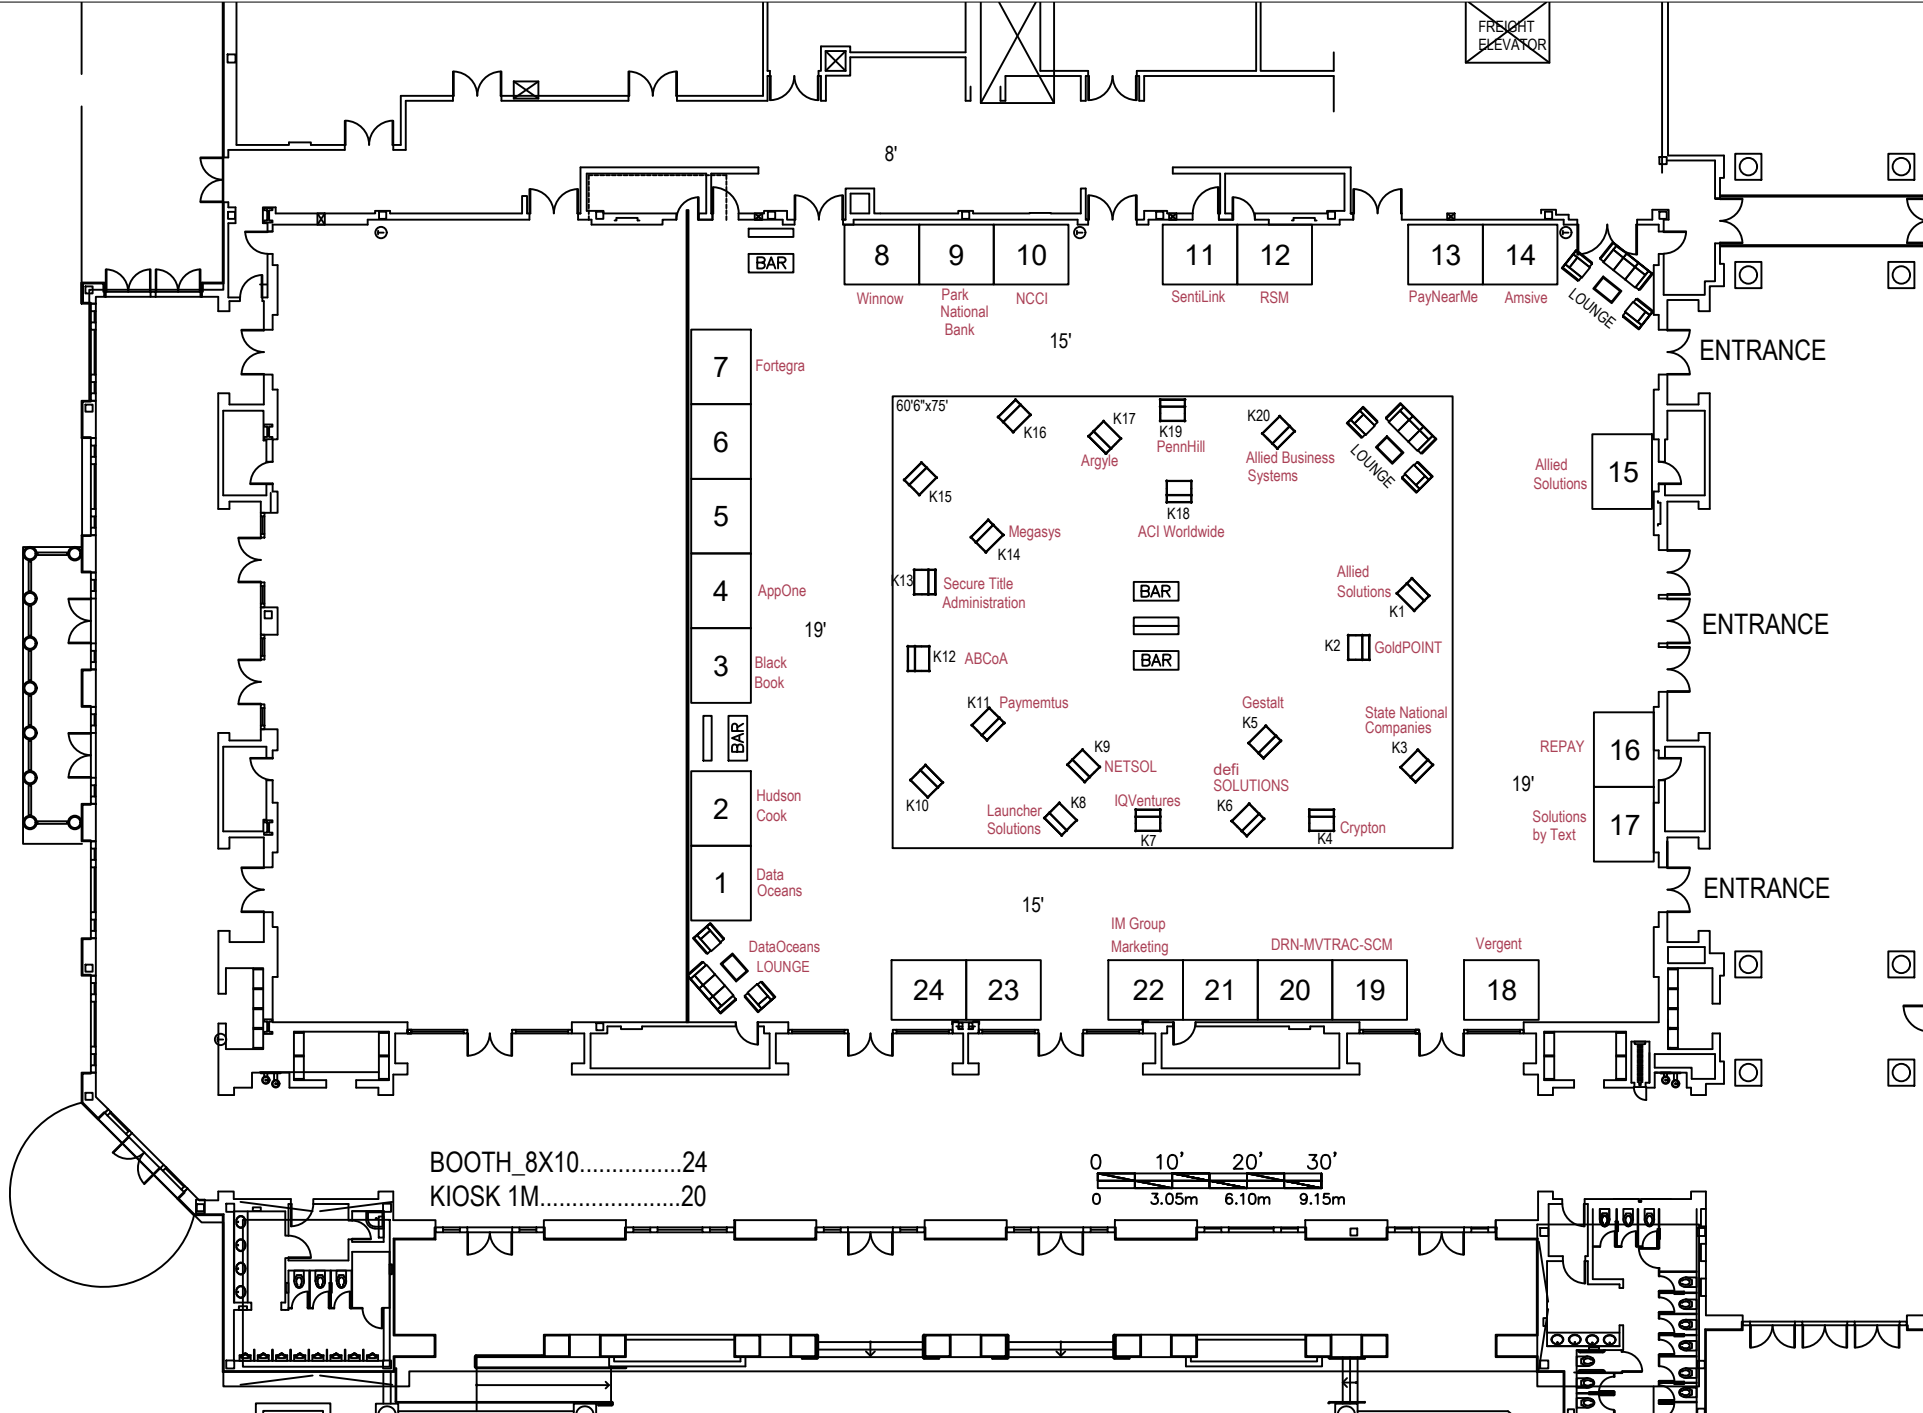 FREIGHT
ELEVATOR
8'
BAR
8
9
10
11
12
13
14
Winnow
Park
National
Bank
NCCI
SentiLink
RSM
PayNearMe
Amsive
LOUNGE
15'
ENTRANCE
7
Fortegra
6
5
4
AppOne
3
Black
Book
19'
BAR
2
Hudson
Cook
1
Data
Oceans
DataOceans
LOUNGE
60'6"x75'
K16
K17
Argyle
K19
PennHill
K20
Allied Business
Systems
LOUNGE
K15
K18
ACI Worldwide
Megasys
K14
K13
Secure Title
Administration
BAR
BAR
Allied
Solutions
K1
K2
GoldPOINT
K12
ABCoA
K11
Paymemtus
Gestalt
K5
State National
Companies
K3
K9
NETSOL
defi
SOLUTIONS
K6
K10
Launcher
Solutions
K8
IQVentures
K7
K4
Crypton
Allied
Solutions
15
ENTRANCE
REPAY
16
19'
Solutions
by Text
17
ENTRANCE
15'
IM Group
Marketing
DRN-MVTRAC-SCM
Vergent
24
23
22
21
20
19
18
BOOTH_8X10................24
KIOSK 1M......................20
0 10' 20' 30'
0 3.05m 6.10m 9.15m